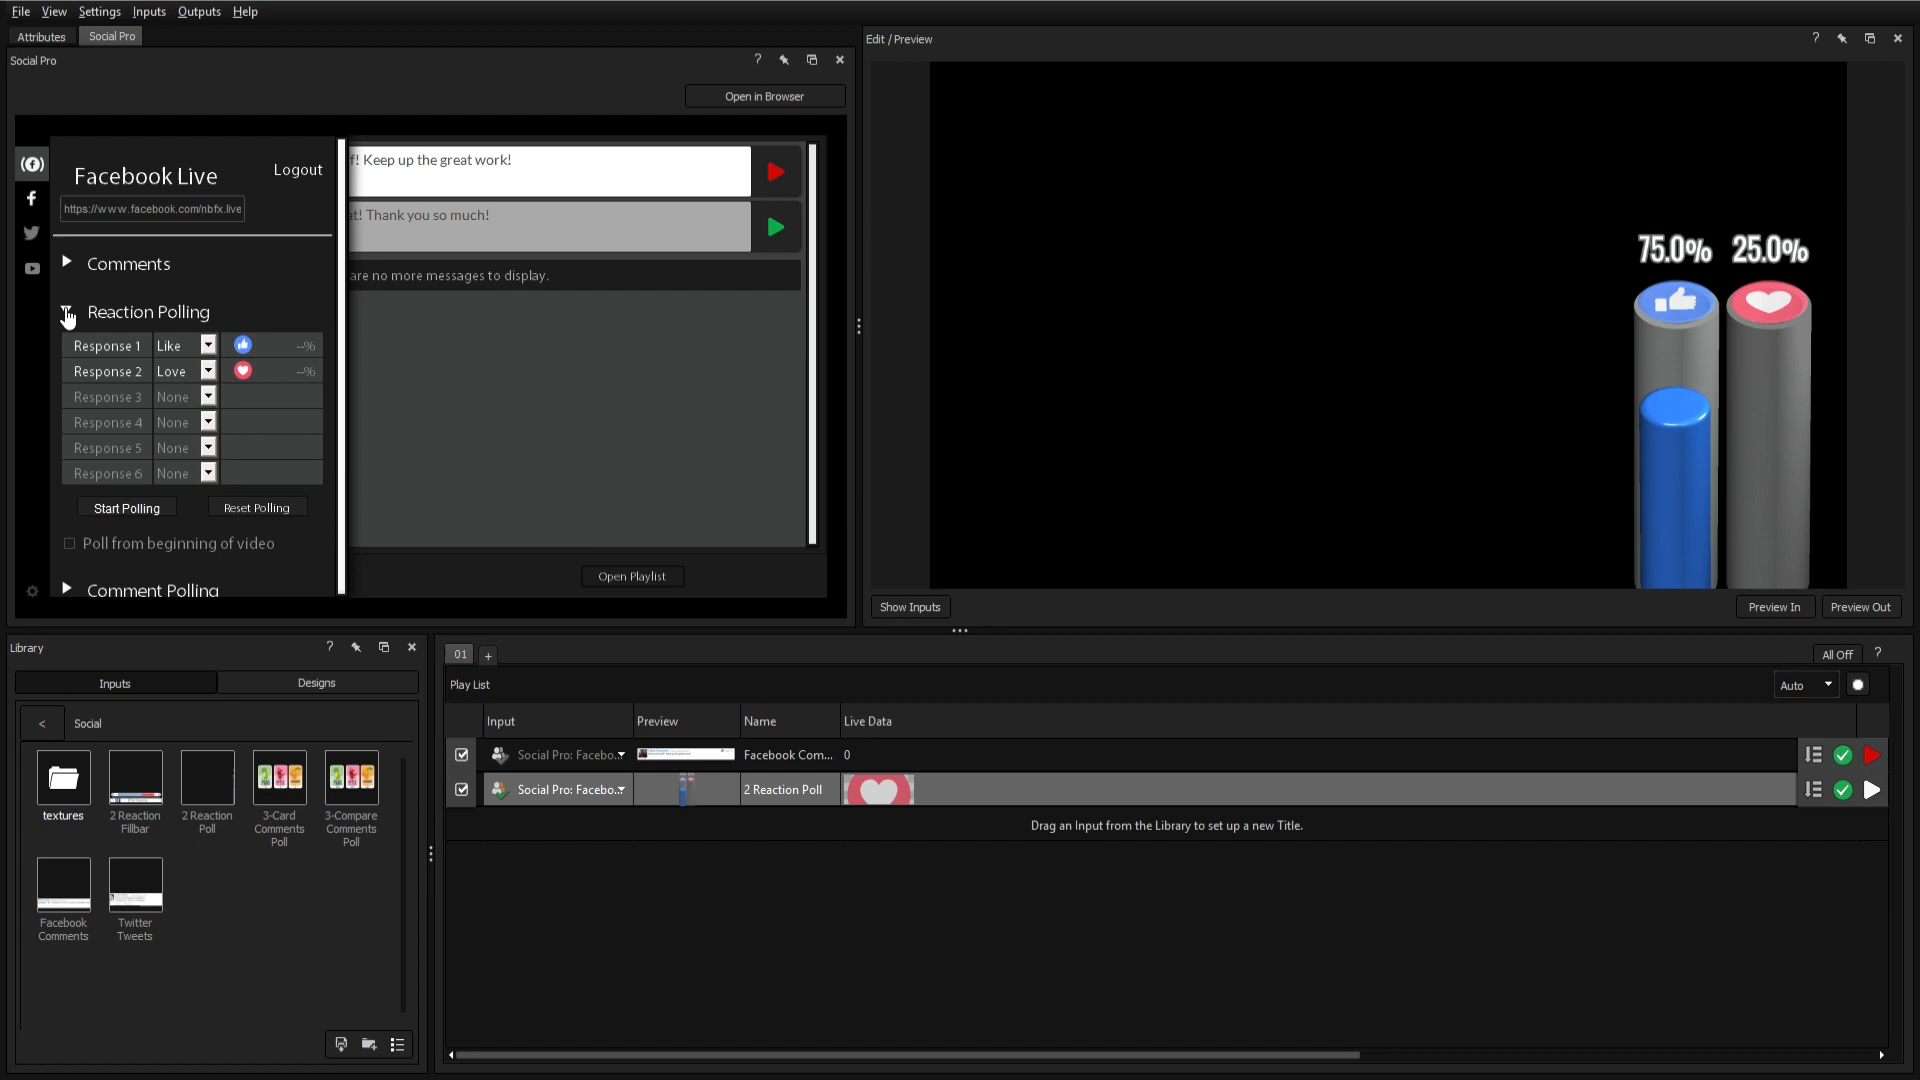 File View Settings Inputs Outputs Help
Attributes Social Pro
Social Pro
?
Open in Browser
Facebook Live
Logout
https://www.facebook.com/nbfx.live
Comments
Reaction Polling
Response 1 Like --%
Response 2 Love --%
Response 3 None
Response 4 None
Response 5 None
Response 6 None
Start Polling Reset Polling
Poll from beginning of video
Comment Polling
f! Keep up the great work!
at! Thank you so much!
are no more messages to display.
Open Playlist
Edit / Preview
?
75.0% 25.0%
Show Inputs Preview In Preview Out
Library
?
Inputs Designs
< Social
textures
2 Reaction
Fillbar
2 Reaction
Poll
3-Card
Comments
Poll
3-Compare
Comments
Poll
Facebook
Comments
Twitter
Tweets
01 + All Off ?
Play List Auto
Input Preview Name Live Data
Social Pro: Facebo... Facebook Com... 0
Social Pro: Facebo... 2 Reaction Poll
Drag an Input from the Library to set up a new Title.